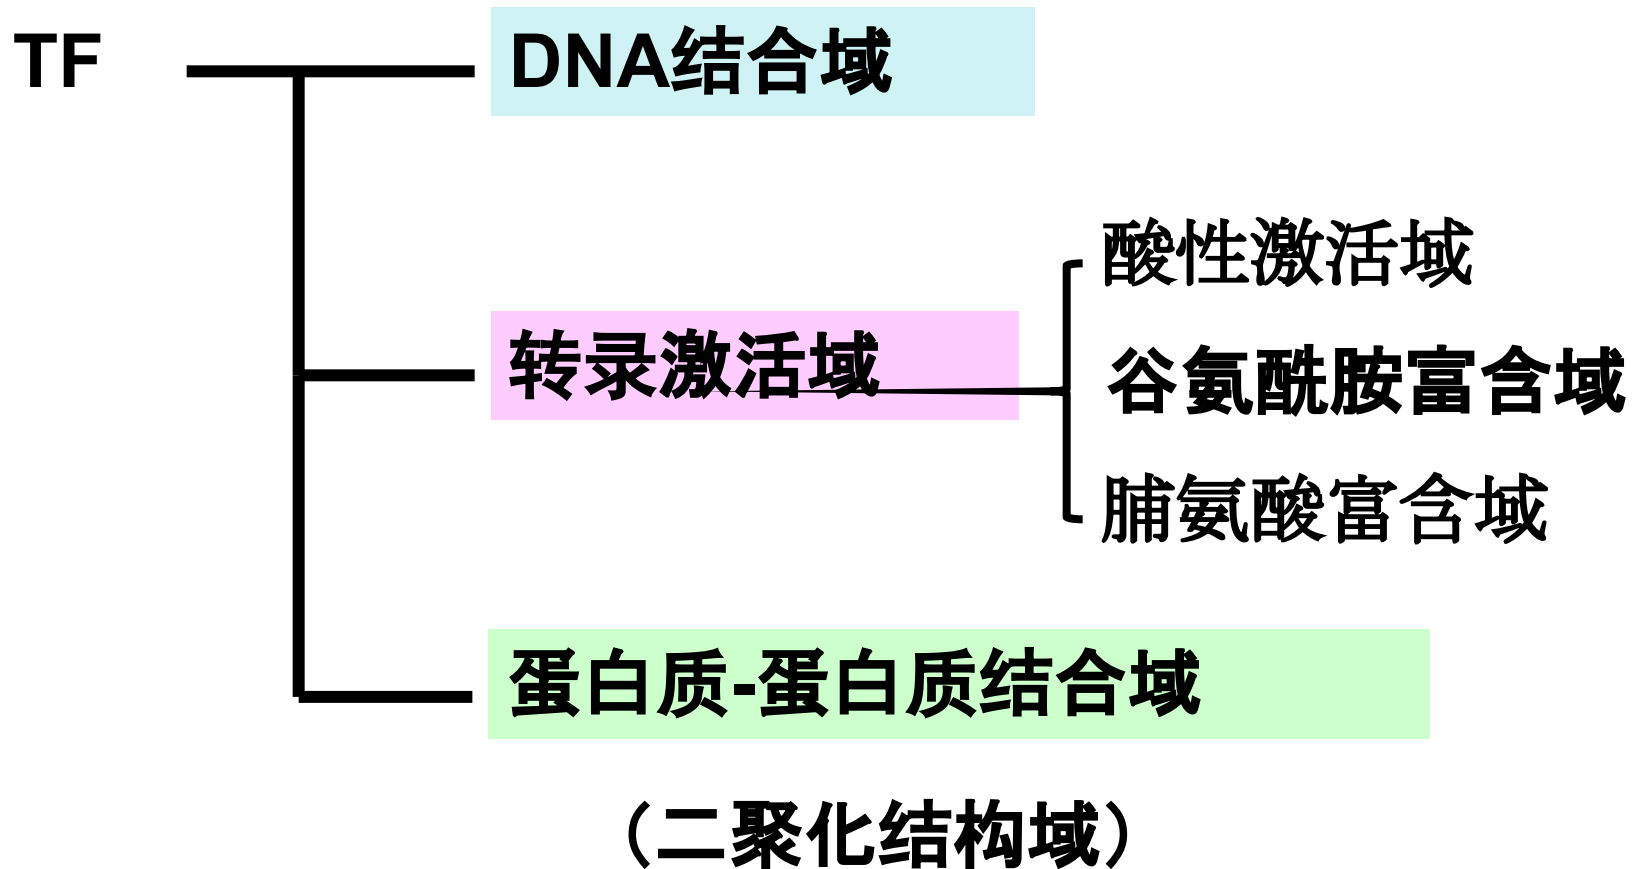 TF
DNA结合域
转录激活域
酸性激活域
谷氨酰胺富含域
脯氨酸富含域
蛋白质-蛋白质结合域
（二聚化结构域）